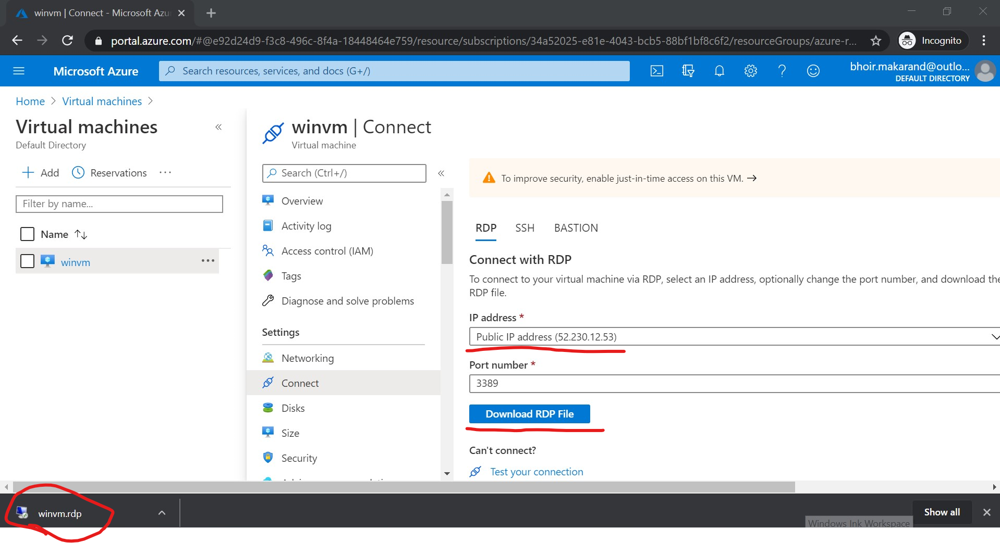 winvm | Connect - Microsoft Azu
portal.azure.com/#@e92d24d9-f3c8-496c-8f4a-18448464e759/resource/subscriptions/34a52025-e81e-4043-bcb5-88bf1bf8c6f2/resourceGroups/azure-r...
Incognito
Microsoft Azure
Search resources, services, and docs (G+/)
bhoir.makarand@outlo...
DEFAULT DIRECTORY
Home > Virtual machines >
Virtual machines
Default Directory
Add
Reservations
Filter by name...
Name
winvm
winvm | Connect
Virtual machine
Search (Ctrl+/)
Overview
Activity log
Access control (IAM)
Tags
Diagnose and solve problems
Settings
Networking
Connect
Disks
Size
Security
To improve security, enable just-in-time access on this VM. →
RDP
SSH
BASTION
Connect with RDP
To connect to your virtual machine via RDP, select an IP address, optionally change the port number, and download the
RDP file.
IP address *
Public IP address (52.230.12.53)
Port number *
3389
Download RDP File
Can't connect?
Test your connection
winvm.rdp
Show all
Windows Ink Workspace